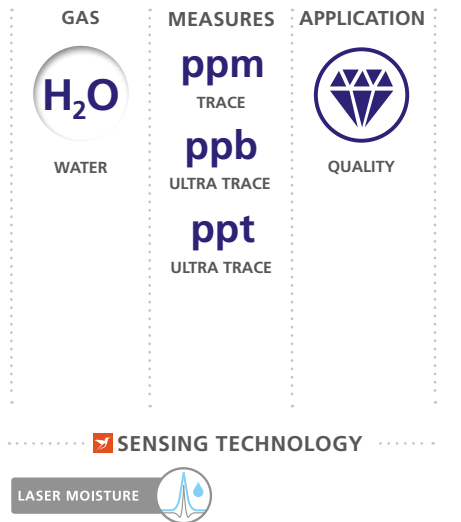 GAS
H₂O
WATER
MEASURES
ppm
TRACE
ppb
ULTRA TRACE
ppt
ULTRA TRACE
APPLICATION
QUALITY
SENSING TECHNOLOGY
LASER MOISTURE